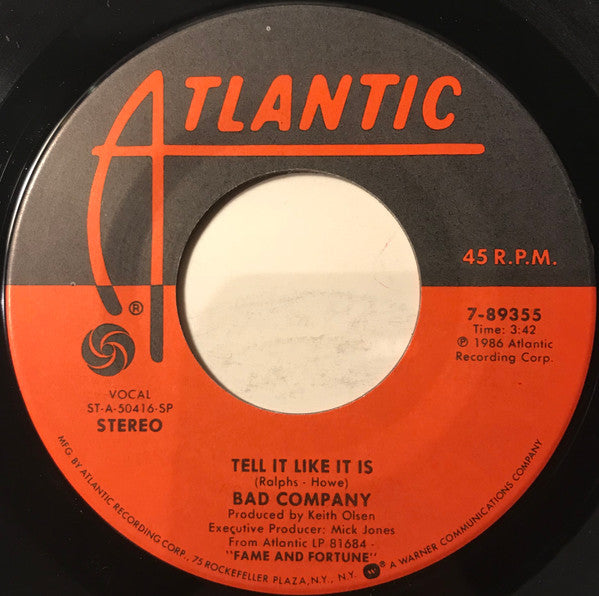 ATLANTIC
®
45 R.P.M.
7-89355
Time: 3:42
℗ 1986 Atlantic
Recording Corp.
VOCAL
ST-A-50416-SP
STEREO
TELL IT LIKE IT IS
(Ralphs - Howe)
BAD COMPANY
Produced by Keith Olsen
Executive Producer: Mick Jones
From Atlantic LP 81684 -
"FAME AND FORTUNE"
MFG. BY ATLANTIC RECORDING CORP., 75 ROCKEFELLER PLAZA, N.Y., N.Y. W ® A WARNER COMMUNICATIONS COMPANY